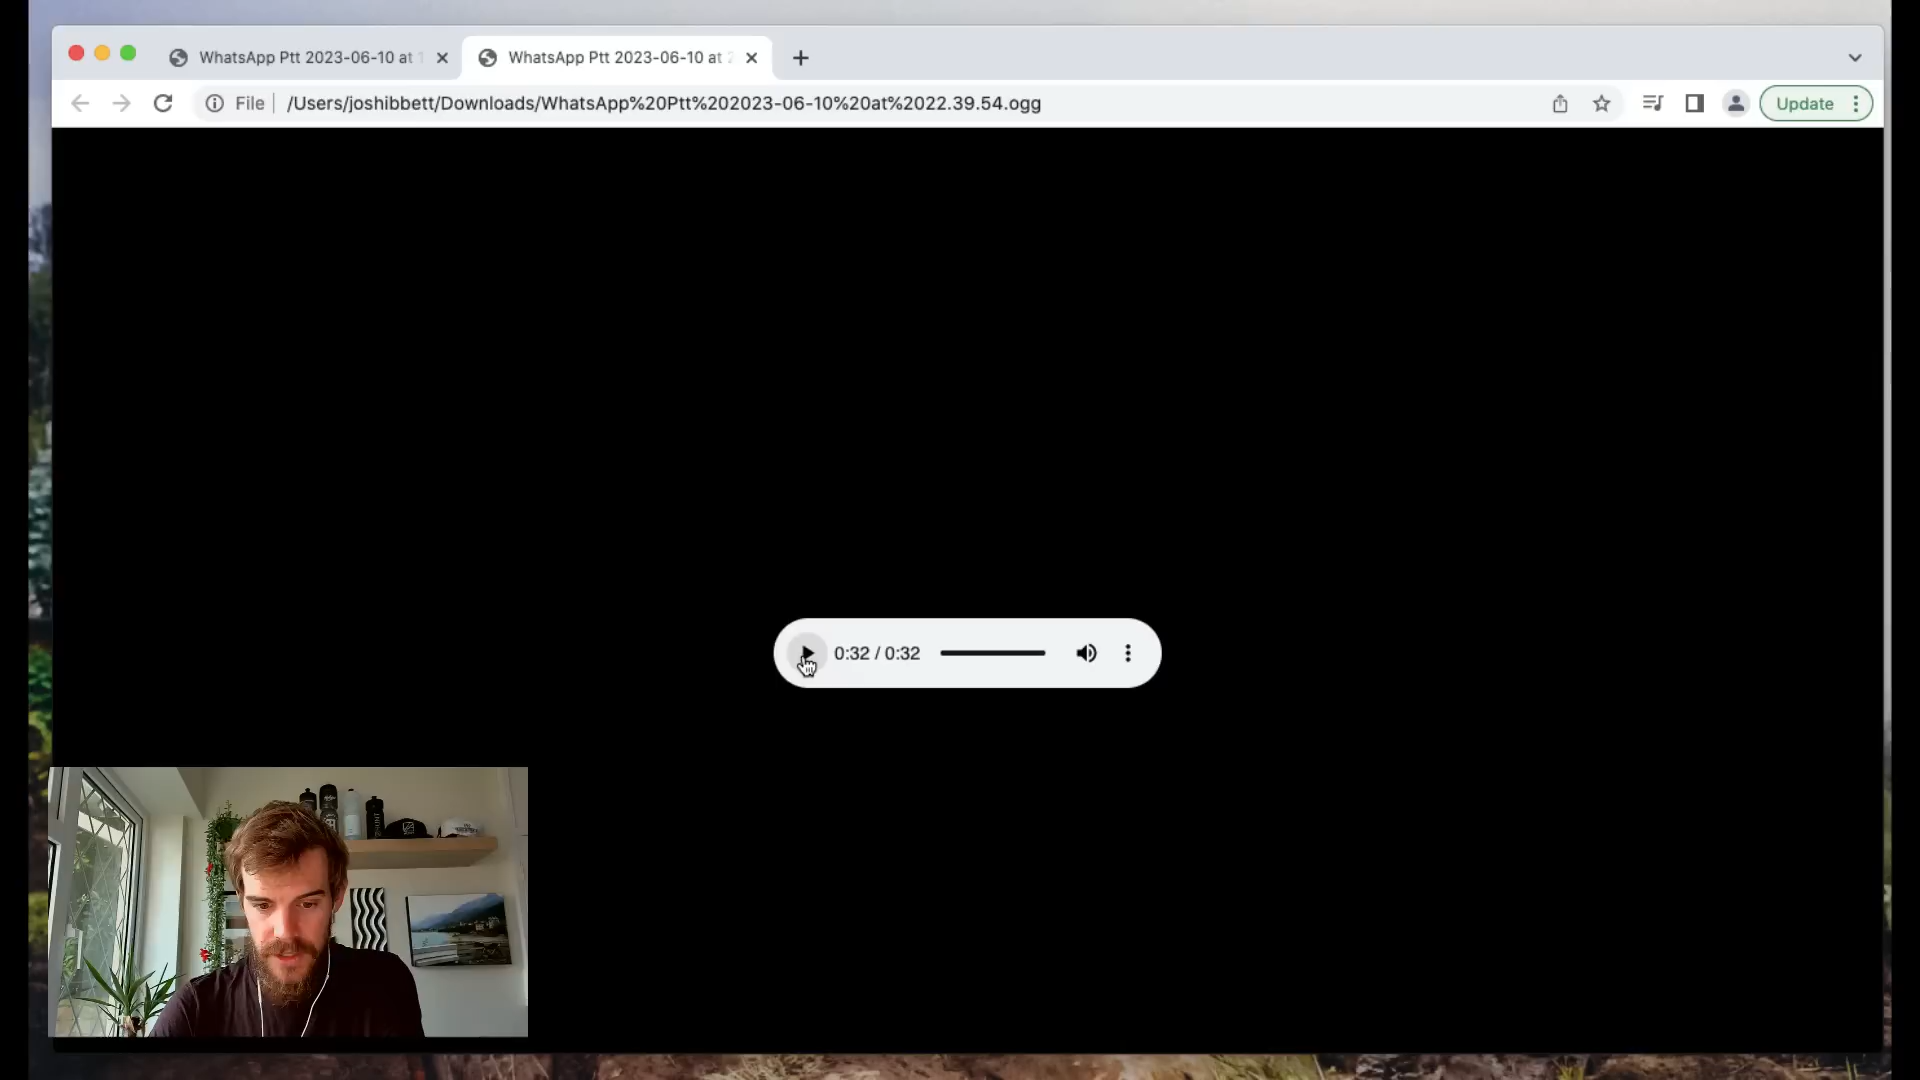 WhatsApp Ptt 2023-06-10 at
WhatsApp Ptt 2023-06-10 at 2
File
/Users/joshibbett/Downloads/WhatsApp%20Ptt%202023-06-10%20at%2022.39.54.ogg
Update
0:32 / 0:32